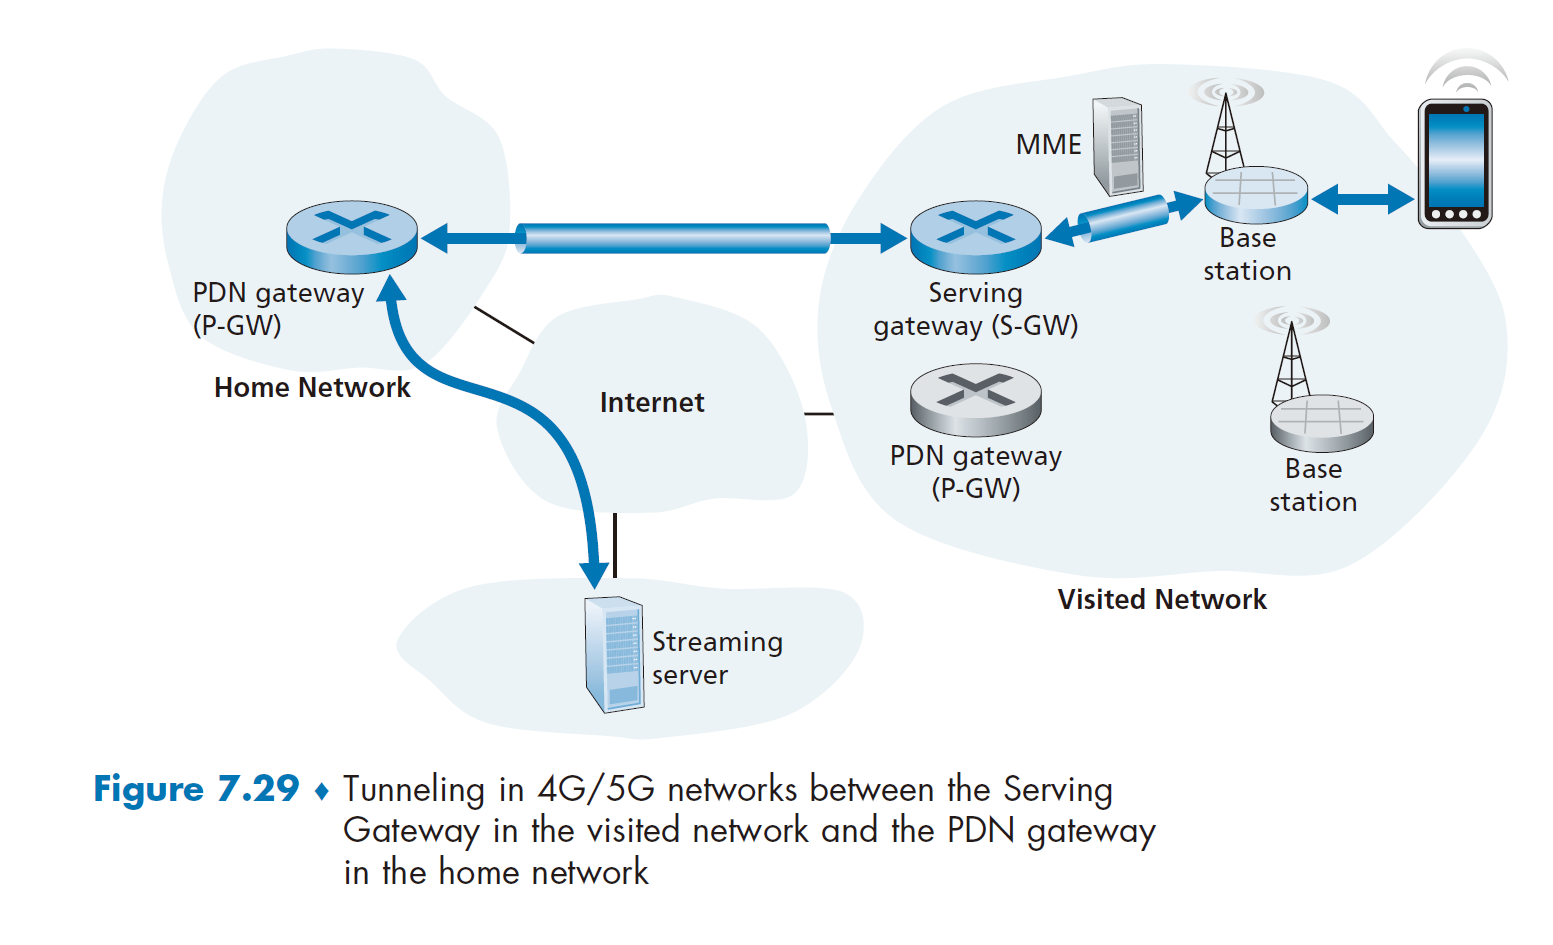 MME
Base
station
PDN gateway
(P-GW)
Serving
gateway (S-GW)
Home Network
Internet
PDN gateway
(P-GW)
Base
station
Visited Network
Streaming
server
Figure 7.29 ♦ Tunneling in 4G/5G networks between the Serving
Gateway in the visited network and the PDN gateway
in the home network